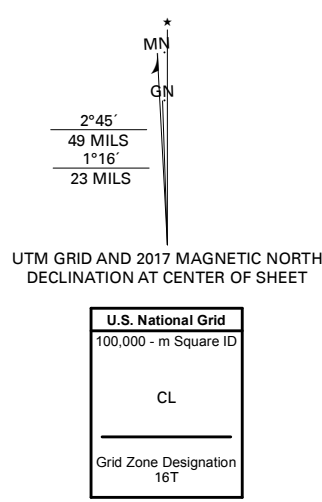 MN
GN
2°45´
49 MILS
1°16´
23 MILS
UTM GRID AND 2017 MAGNETIC NORTH
DECLINATION AT CENTER OF SHEET
U.S. National Grid
100,000 - m Square ID
CL
Grid Zone Designation
16T